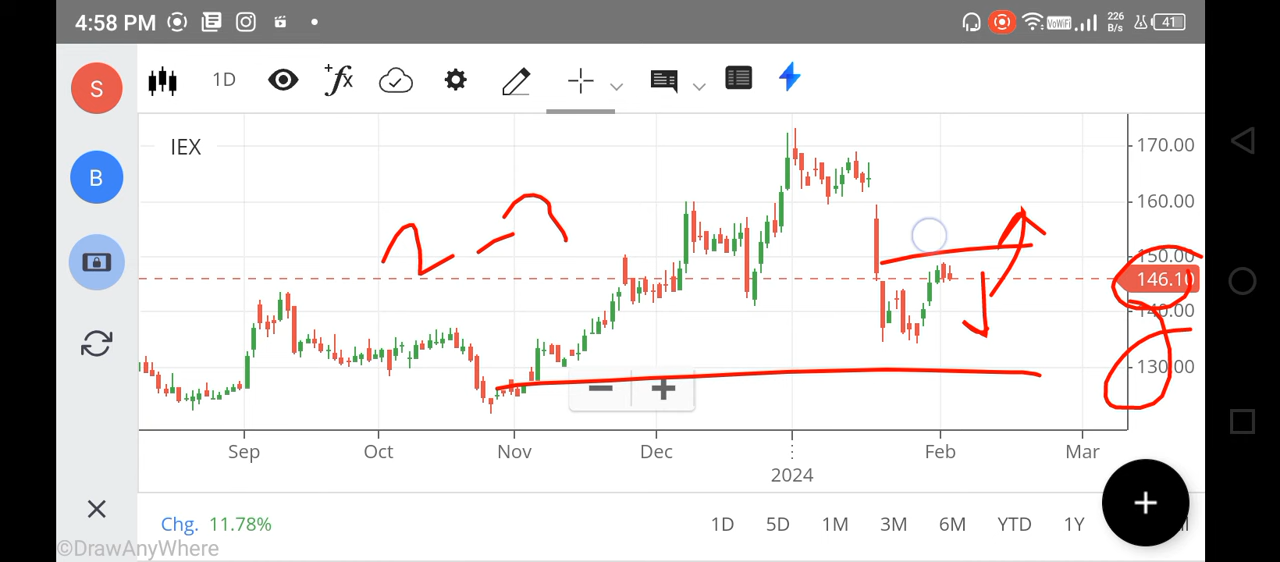 4:58 PM
VoWiFi 226 B/s 41
S
1D
B
IEX
170.00
160.00
150.00
146.10
140.00
130.00
Sep Oct Nov Dec 2024 Feb Mar
Chg. 11.78%
1D 5D 1M 3M 6M YTD 1Y
©DrawAnyWhere